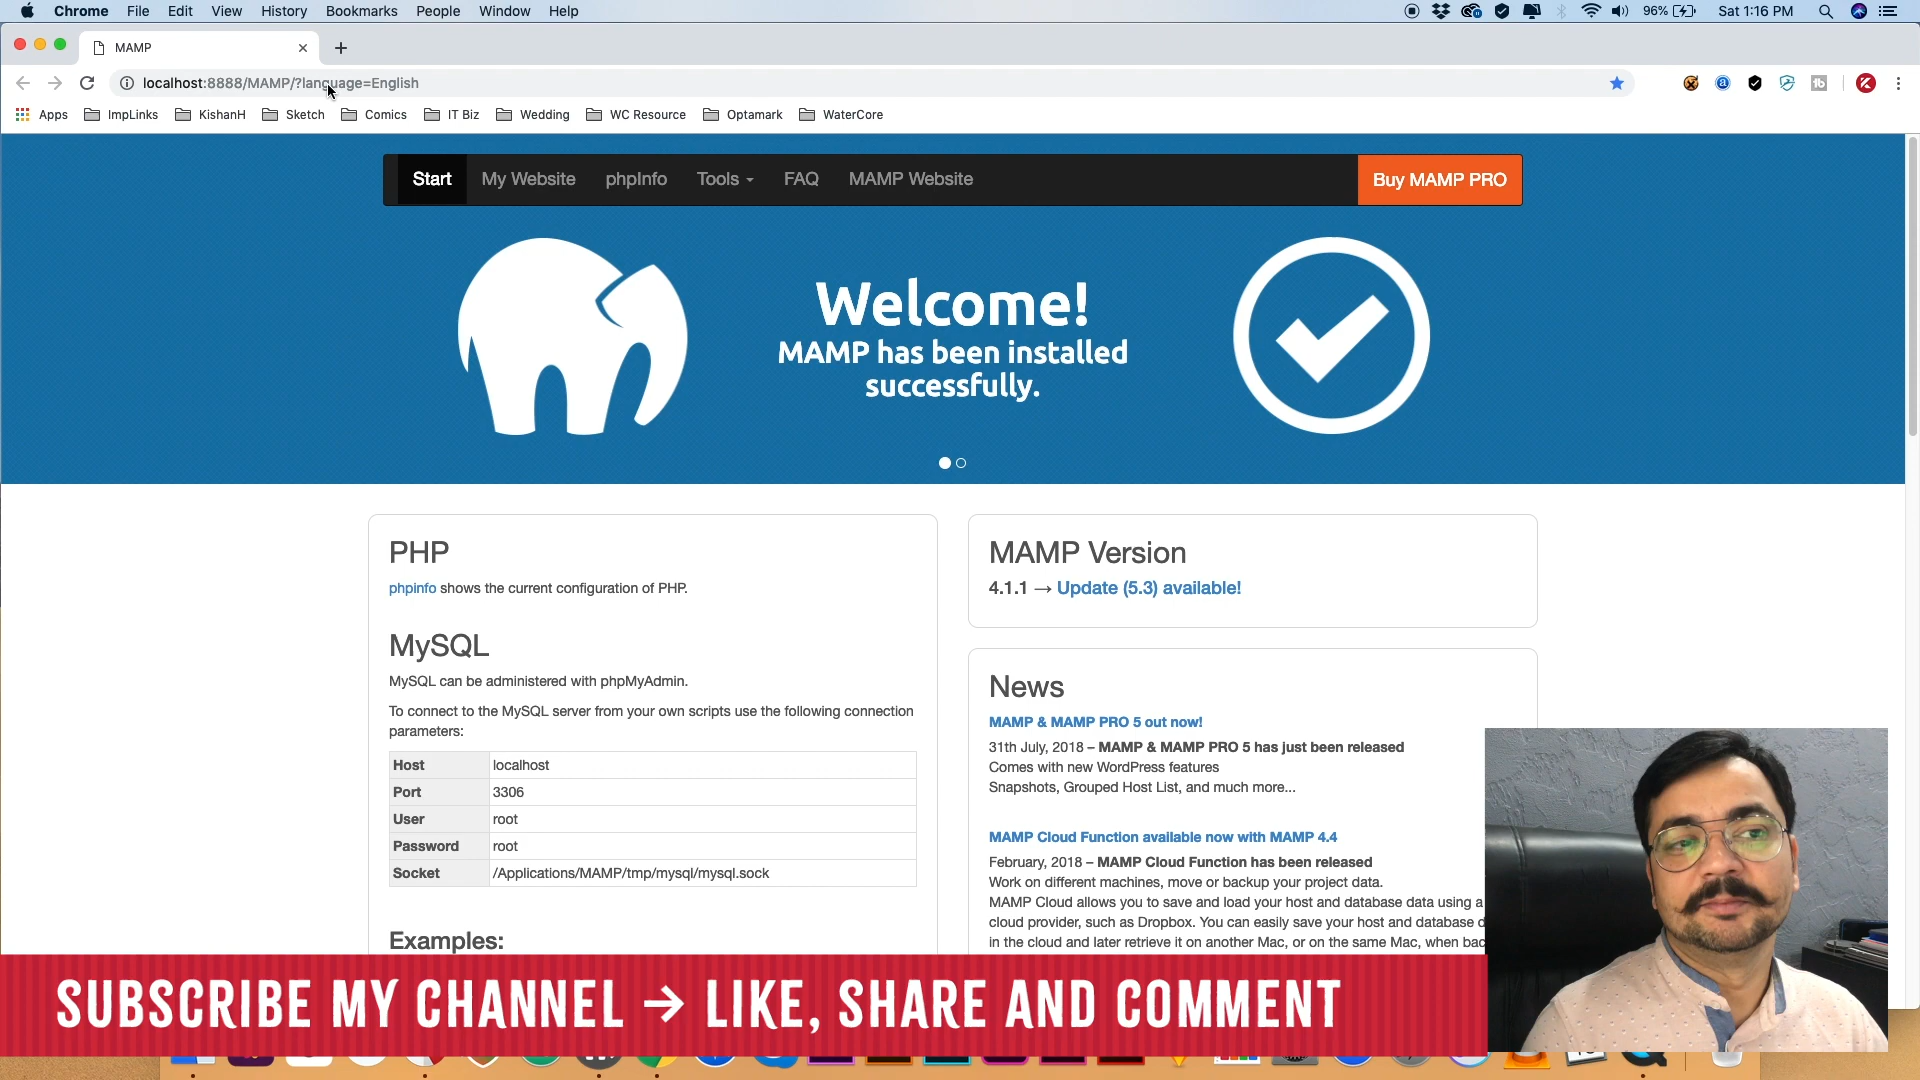 Chrome File Edit View History Bookmarks People Window Help
96% Sat 1:16 PM
MAMP
localhost:8888/MAMP/?language=English
Apps ImpLinks KishanH Sketch Comics IT Biz Wedding WC Resource Optamark WaterCore
Start My Website phpInfo Tools FAQ MAMP Website Buy MAMP PRO
Welcome!
MAMP has been installed
successfully.
PHP
phpinfo shows the current configuration of PHP.
MySQL
MySQL can be administered with phpMyAdmin.
To connect to the MySQL server from your own scripts use the following connection
parameters:
Host localhost
Port 3306
User root
Password root
Socket /Applications/MAMP/tmp/mysql/mysql.sock
Examples:
MAMP Version
4.1.1 → Update (5.3) available!
News
MAMP & MAMP PRO 5 out now!
31th July, 2018 – MAMP & MAMP PRO 5 has just been released
Comes with new WordPress features
Snapshots, Grouped Host List, and much more...
MAMP Cloud Function available now with MAMP 4.4
February, 2018 – MAMP Cloud Function has been released
Work on different machines, move or backup your project data.
MAMP Cloud allows you to save and load your host and database data using a
cloud provider, such as Dropbox. You can easily save your host and database d
in the cloud and later retrieve it on another Mac, or on the same Mac, when bac
SUBSCRIBE MY CHANNEL → LIKE, SHARE AND COMMENT